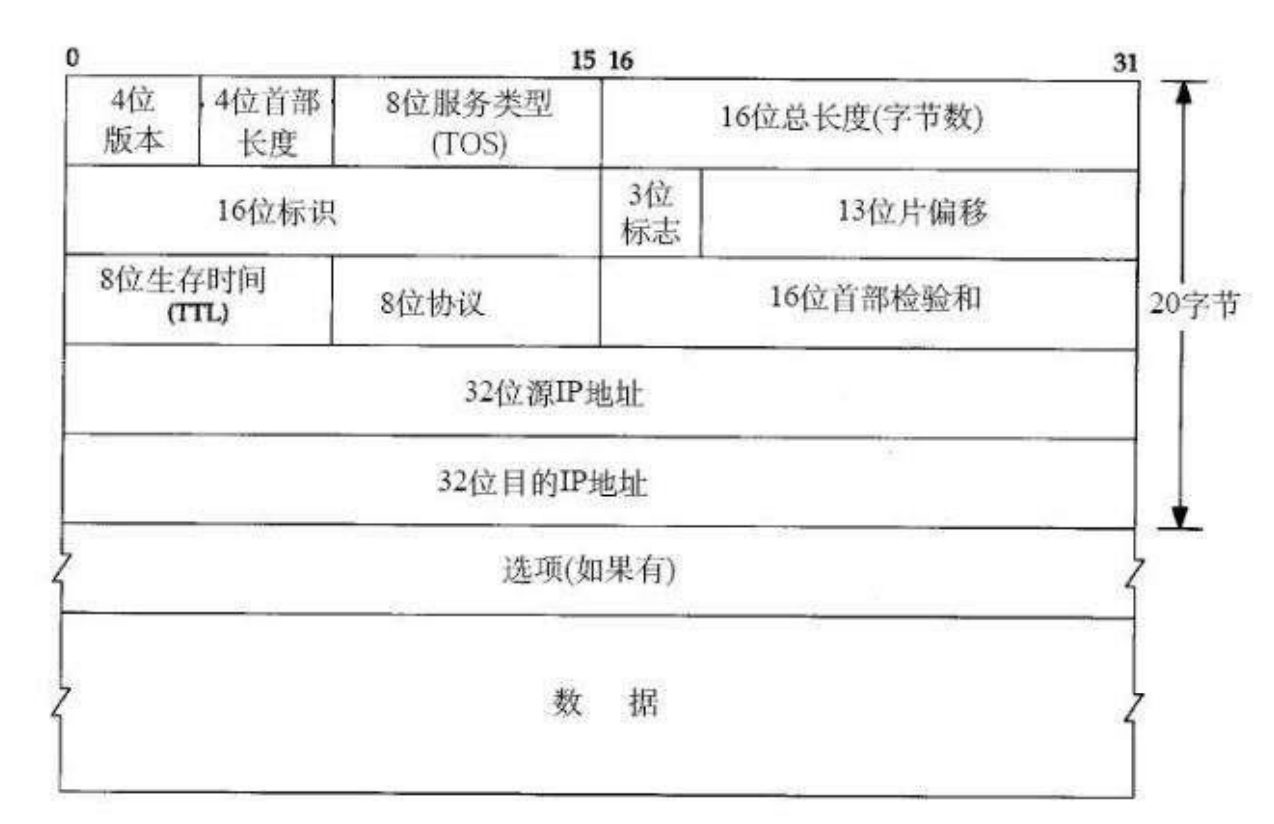 0 15 16 31
4位 版本
4位首部 长度
8位服务类型 (TOS)
16位总长度(字节数)
16位标识
3位 标志
13位片偏移
8位生存时间 (TTL)
8位协议
16位首部检验和
20字节
32位源IP地址
32位目的IP地址
选项(如果有)
数 据